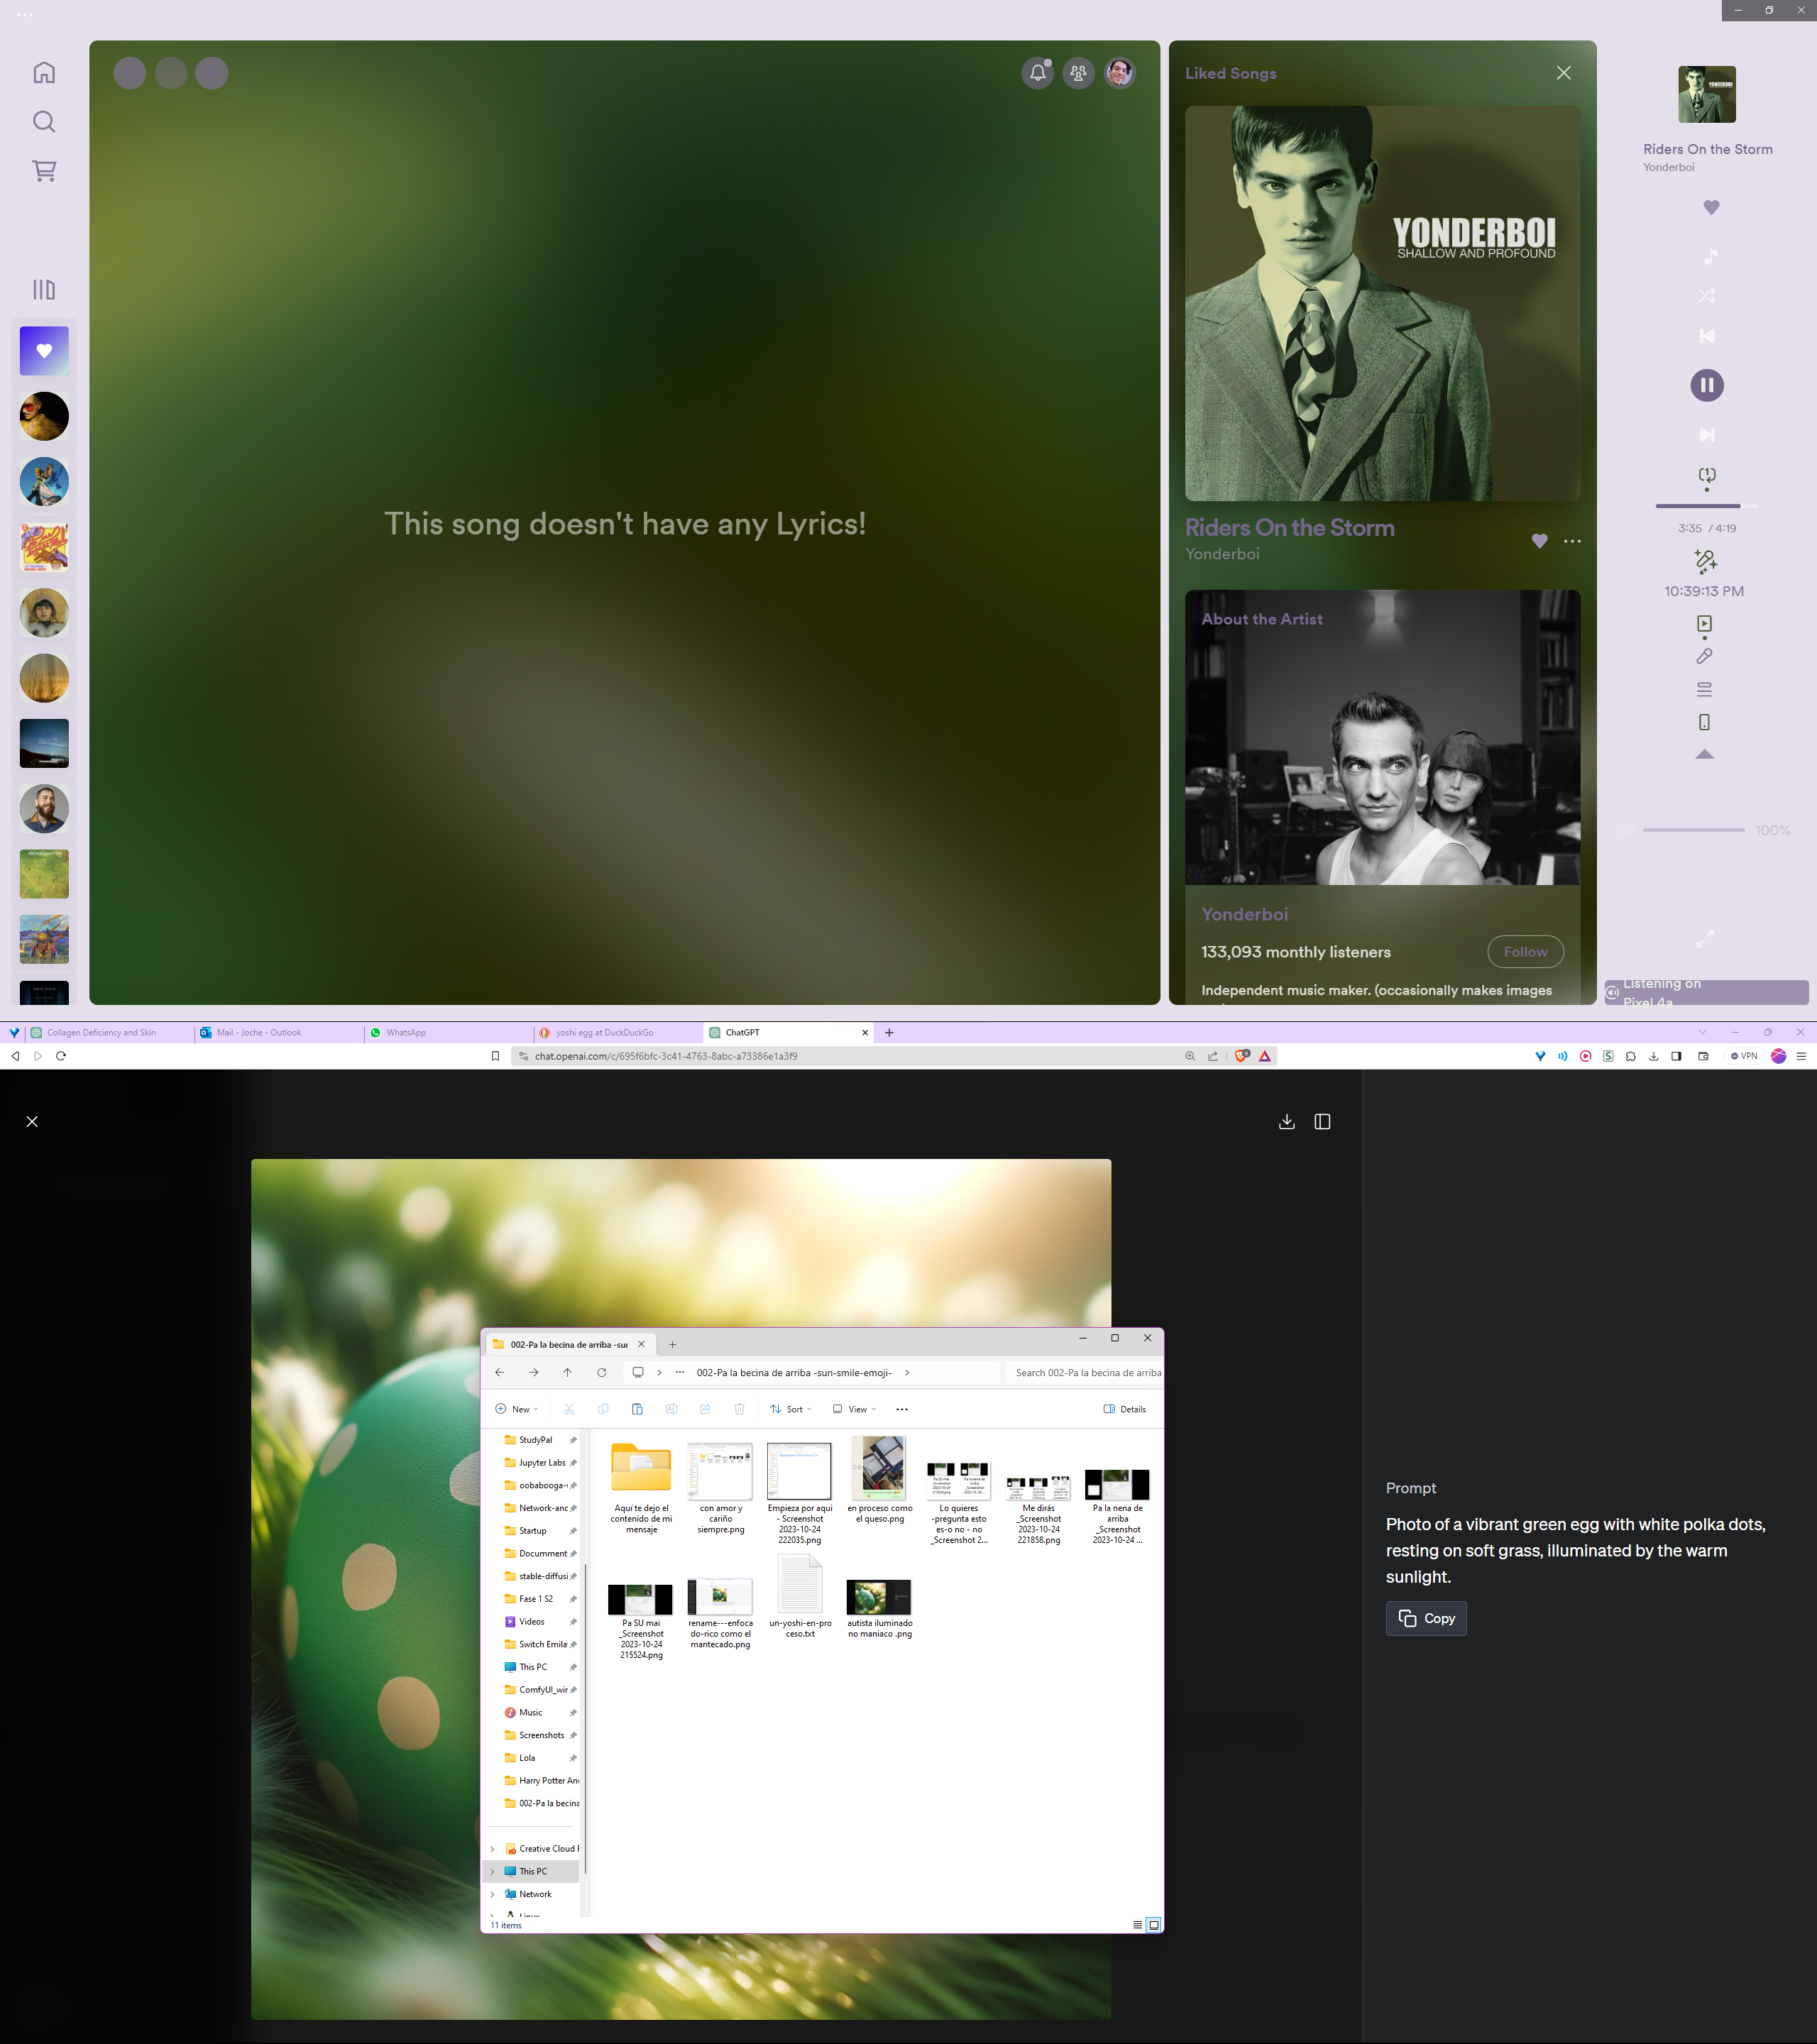 Liked Songs
YONDERBOI
SHALLOW AND PROFOUND
Riders On the Storm
Yonderboi
This song doesn't have any Lyrics!
Riders On the Storm
Yonderboi
About the Artist
Yonderboi
133,093 monthly listeners
Follow
Independent music maker. (occasionally makes images
YONDERBOI
3:35 / 4:19
10:39:13 PM
100%
Listening on
Pixel 4a
Collagen Deficiency and Skin
Mail - Joche - Outlook
WhatsApp
yoshi egg at DuckDuckGo
ChatGPT
chat.openai.com/c/695f6bfc-3c41-4763-8abc-a73386e1a3f9
VPN
002-Pa la becina de arriba -sur
002-Pa la becina de arriba -sun-smile-emoji-
Search 002-Pa la becina de arriba
New
Sort
View
Details
StudyPal
Jupyter Labs
oobabooga-
Network-and
Startup
Documment
stable-diffusi
Fase 1 S2
Videos
Switch Emila
This PC
ComfyUI_wir
Music
Screenshots
Lola
Harry Potter An
002-Pa la becina
Creative Cloud F
This PC
Network
Linux
11 items
Aquí te dejo el
contenido de mi
mensaje
con amor y
cariño
siempre.png
Empieza por aqui
- Screenshot
2023-10-24
222035.png
en proceso como
el queso.png
Lo quieres
-pregunta esto
es-o no - no
_Screenshot 2...
Me dirás
_Screenshot
2023-10-24
221858.png
Pa la nena de
arriba
_Screenshot
2023-10-24 ...
Pa SU mai
_Screenshot
2023-10-24
215524.png
rename---enfoca
do-rico como el
mantecado.png
un-yoshi-en-pro
ceso.txt
autista iluminado
no maniaco .png
Prompt
Photo of a vibrant green egg with white polka dots,
resting on soft grass, illuminated by the warm
sunlight.
Copy